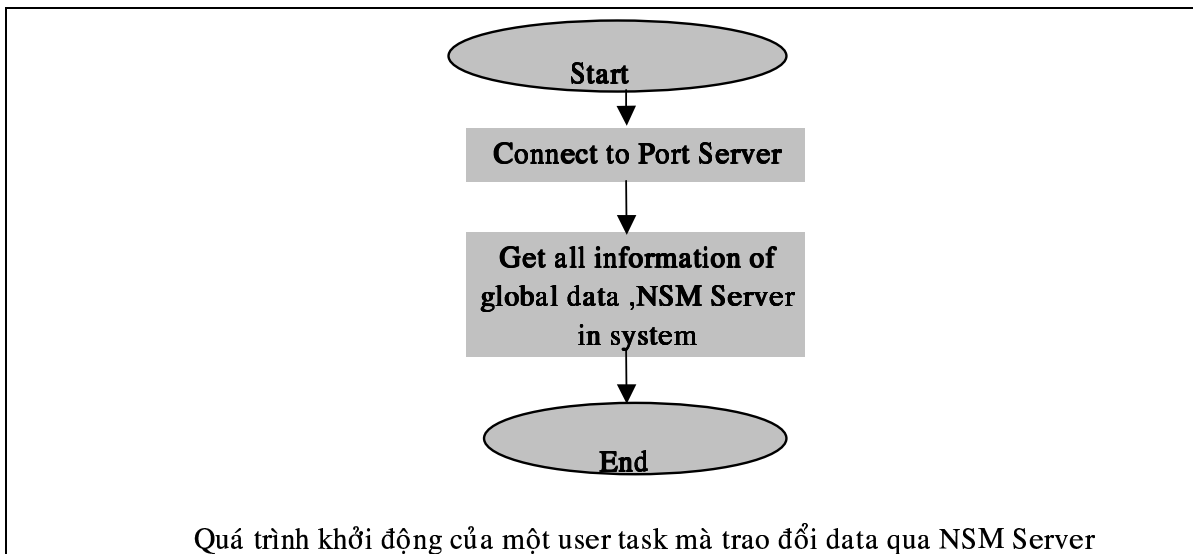 Start
Connect to Port Server
Get all information of
global data ,NSM Server
in system
End
Quá trình khởi động của một user task mà trao đổi data qua NSM Server